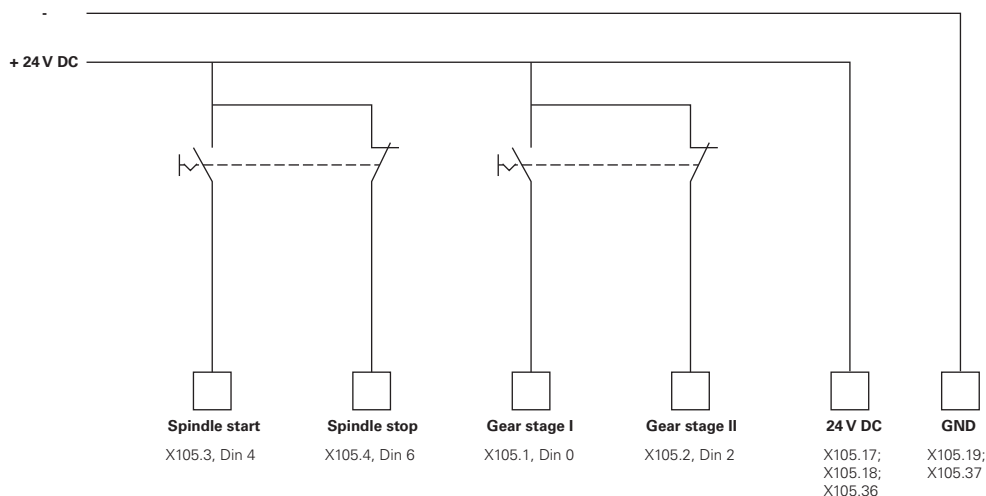 -
+ 24 V DC
Spindle start
Spindle stop
Gear stage I
Gear stage II
24 V DC
GND
X105.3, Din 4
X105.4, Din 6
X105.1, Din 0
X105.2, Din 2
X105.17;
X105.18;
X105.36
X105.19;
X105.37